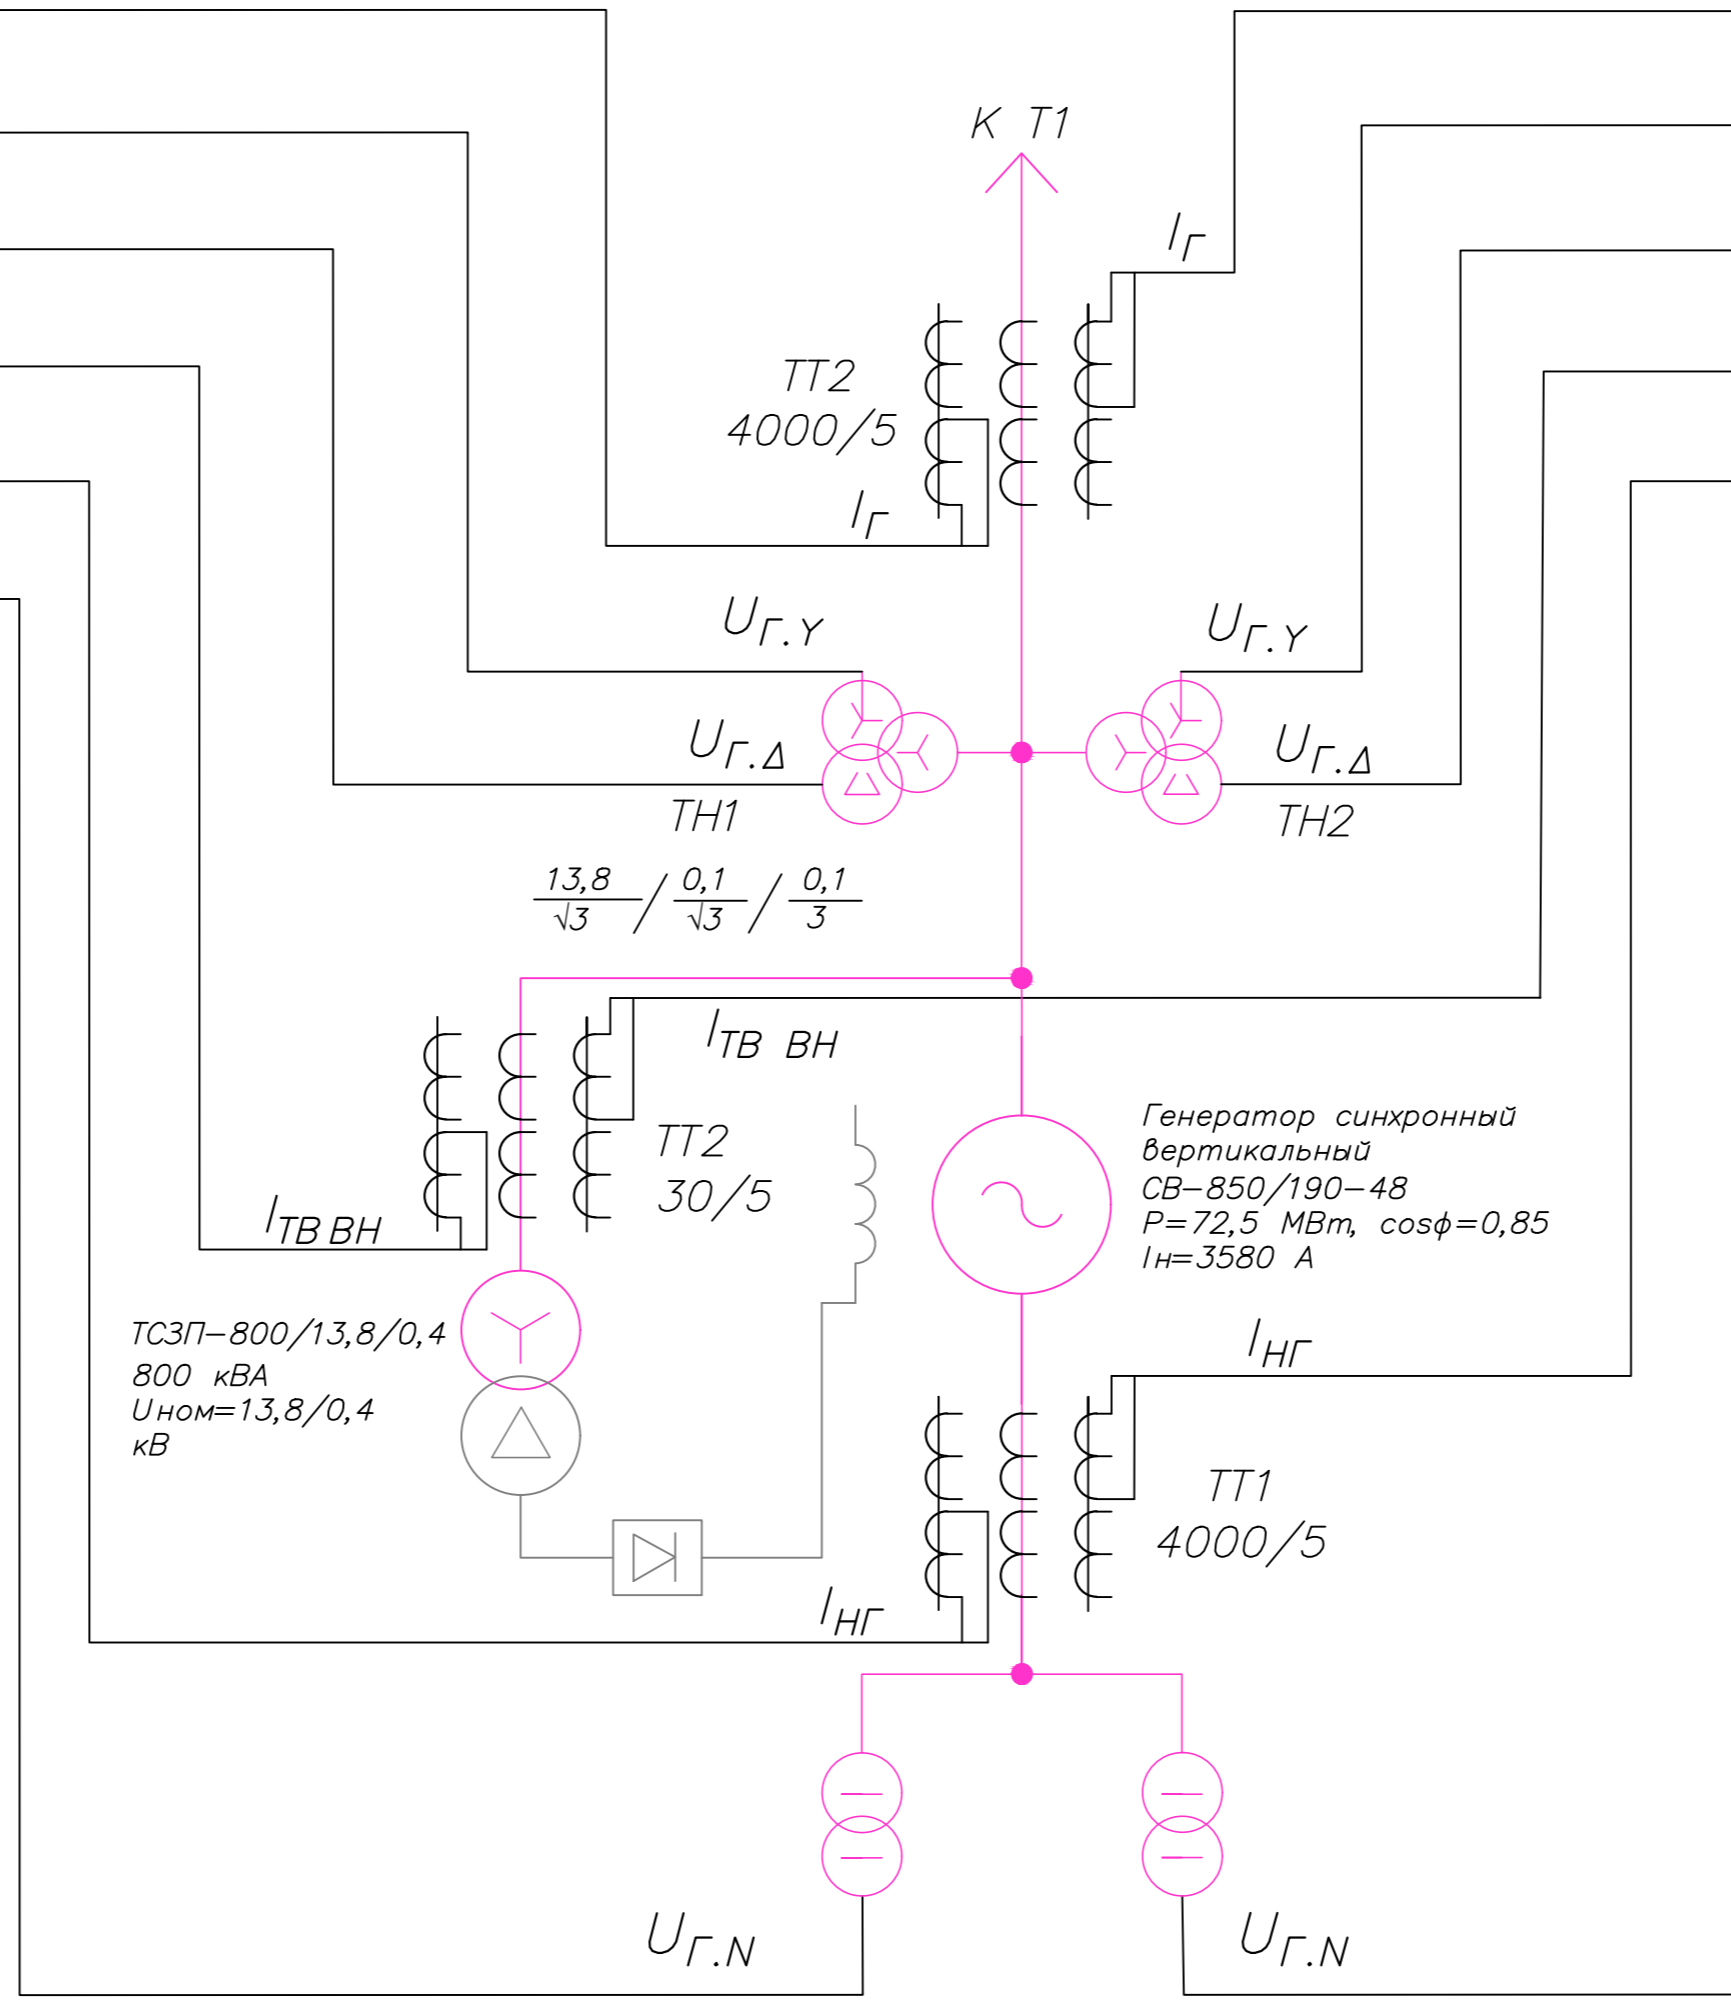 К Т1
IГ
ТТ2
4000/5
IГ
UГ.Y
UГ.Y
UГ.Δ
UГ.Δ
ТН1
ТН2
13,8/√3 / 0,1/√3 / 0,1/3
IТВ ВН
ТТ2
30/5
IТВ ВН
Генератор синхронный
вертикальный
СВ-850/190-48
P=72,5 МВт, cosϕ=0,85
Iн=3580 А
ТСЗП-800/13,8/0,4
800 кВА
Uном=13,8/0,4
кВ
IНГ
ТТ1
4000/5
IНГ
UГ.N
UГ.N